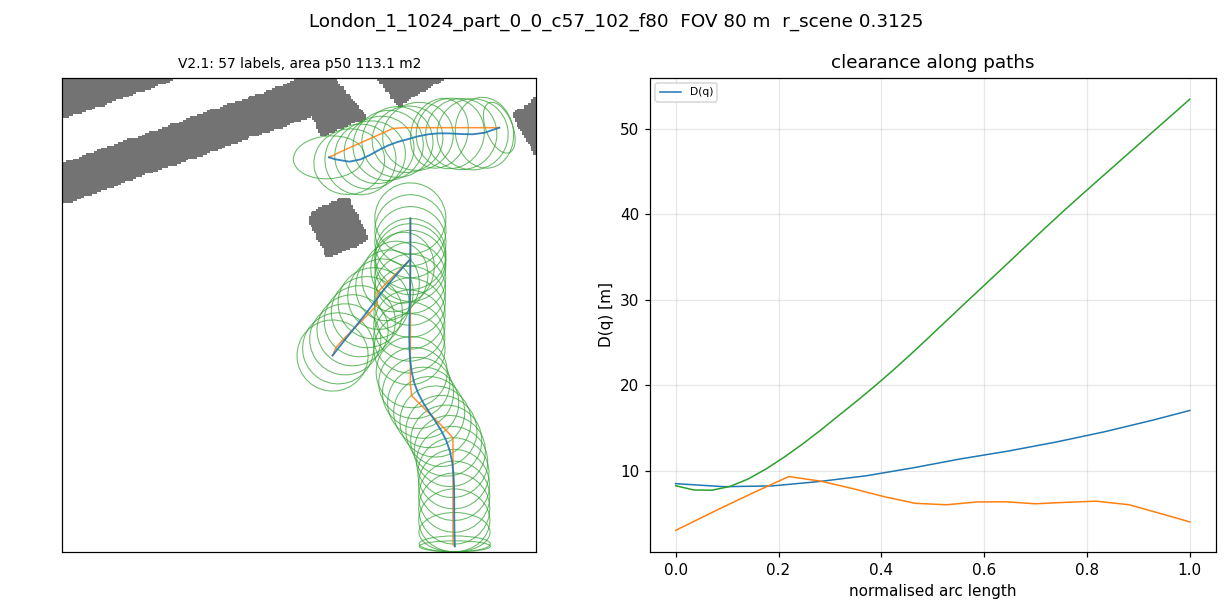 London_1_1024_part_0_0_c57_102_f80  FOV 80 m  r_scene 0.3125
V2.1: 57 labels, area p50 113.1 m2
clearance along paths
D(q)
D(q) [m]
50
40
30
20
10
0.0
0.2
0.4
0.6
0.8
1.0
normalised arc length